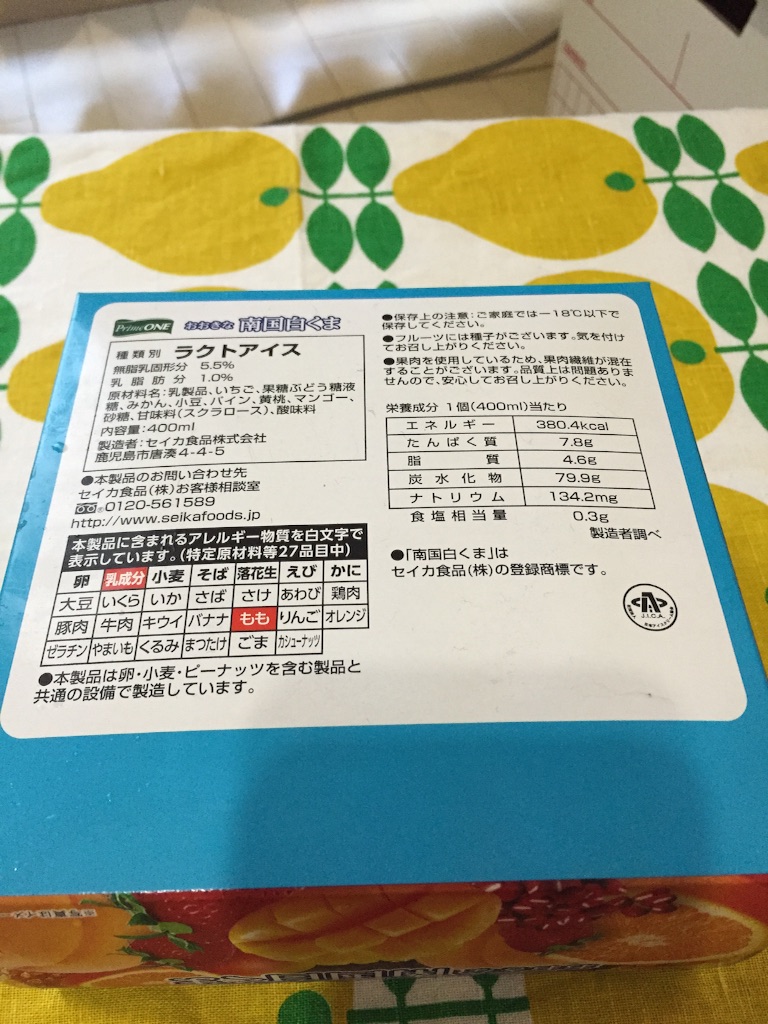 PrimeONE おおきな 南国白くま
種類別 ラクトアイス
無脂乳固形分 5.5%
乳脂肪分 1.0%
原材料名:乳製品、いちご、果糖ぶどう糖液
糖、みかん、小豆、パイン、黄桃、マンゴー、
砂糖、甘味料(スクラロース)、酸味料
内容量:400ml
製造者:セイカ食品株式会社
鹿児島市唐湊4-4-5
●本製品のお問い合わせ先
セイカ食品(株)お客様相談室
0120-561589
http://www.seikafoods.jp
本製品に含まれるアレルギー物質を白文字で
表示しています。(特定原材料等27品目中)
卵 乳成分 小麦 そば 落花生 えび かに
大豆 いくら いか さば さけ あわび 鶏肉
豚肉 牛肉 キウイ バナナ もも りんご オレンジ
ゼラチン やまいも くるみ まつたけ ごま カシューナッツ
●本製品は卵・小麦・ピーナッツを含む製品と
共通の設備で製造しています。
●保存上の注意:ご家庭では-18℃以下で
保存してください。
●フルーツには種子がございます。気を付け
てお召し上がりください。
●果肉を使用しているため、果肉繊維が混在
することがございます。品質上は問題ありま
せんので、安心してお召し上がりください。
栄養成分 1個(400ml)当たり
エネルギー 380.4kcal
たんぱく質 7.8g
脂質 4.6g
炭水化物 79.9g
ナトリウム 134.2mg
食塩相当量 0.3g
製造者調べ
●「南国白くま」は
セイカ食品(株)の登録商標です。
J.I.C.A.